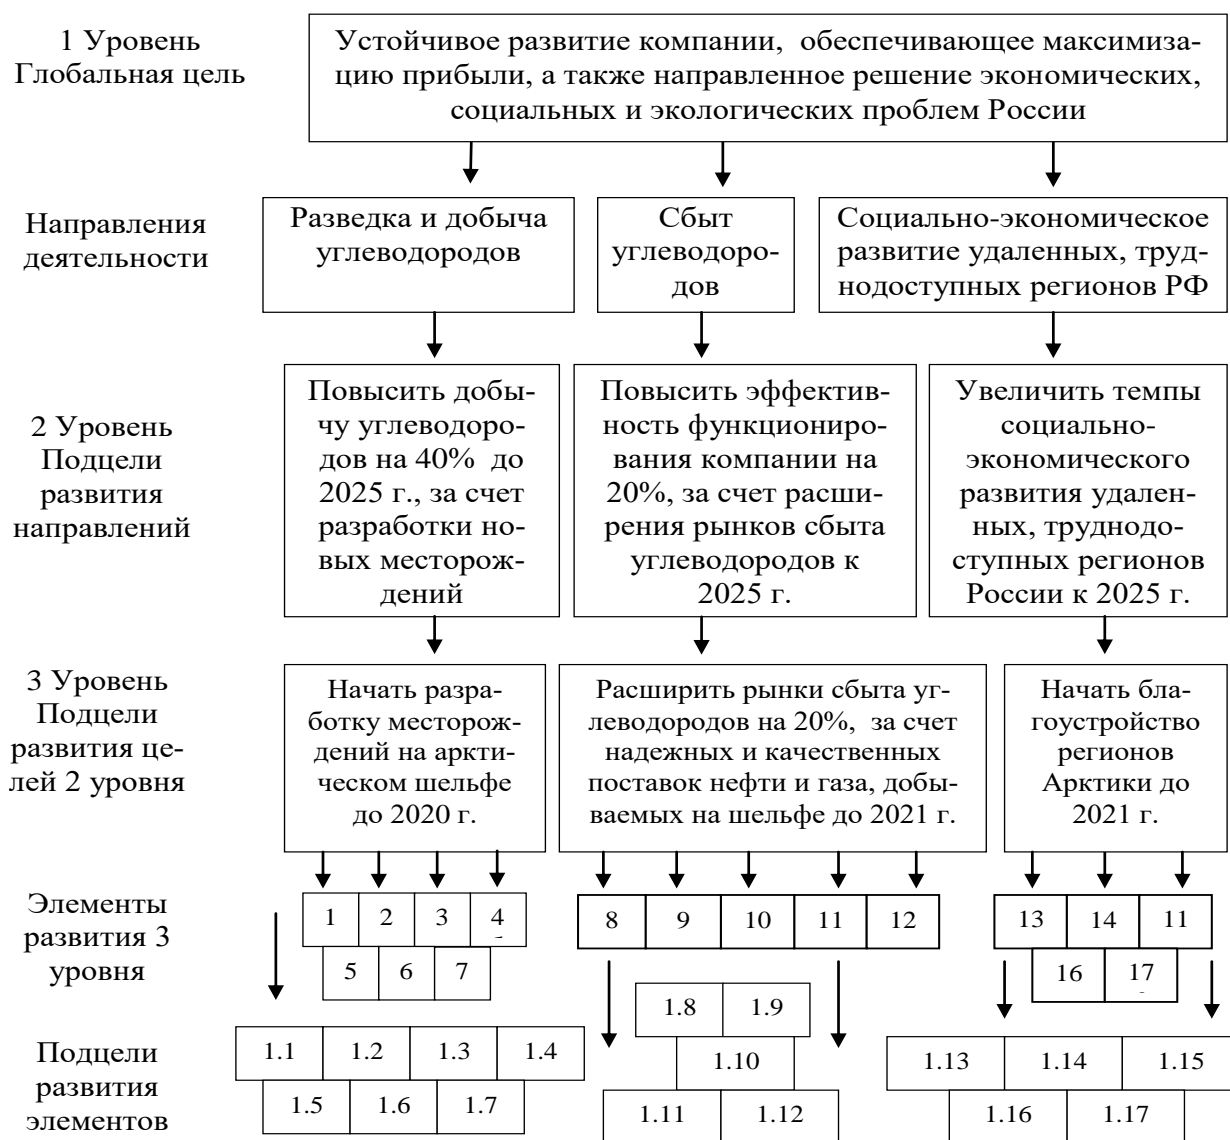 1 Уровень
Глобальная цель
Устойчивое развитие компании, обеспечивающее максимиза-
цию прибыли, а также направленное решение экономических,
социальных и экологических проблем России
Направления
деятельности
Разведка и добыча
углеводородов
Сбыт
углеводоро-
дов
Социально-экономическое
развитие удаленных, труд-
нодоступных регионов РФ
2 Уровень
Подцели
развития
направлений
Повысить добы-
чу углеводоро-
дов на 40% до
2025 г., за счет
разработки но-
вых месторож-
дений
Повысить эффектив-
ность функциониро-
вания компании на
20%, за счет расши-
рения рынков сбыта
углеводородов к
2025 г.
Увеличить темпы
социально-
экономического
развития удален-
ных, труднодо-
ступных регионов
России к 2025 г.
3 Уровень
Подцели
развития це-
лей 2 уровня
Начать разра-
ботку месторож-
дений на аркти-
ческом шельфе
до 2020 г.
Расширить рынки сбыта уг-
леводородов на 20%, за счет
надежных и качественных
поставок нефти и газа, добы-
ваемых на шельфе до 2021 г.
Начать бла-
гоустройство
регионов
Арктики до
2021 г.
Элементы
развития 3
уровня
1 2 3 4
5 6 7
8 9 10 11 12
13 14 11
16 17
Подцели
развития
элементов
1.1 1.2 1.3 1.4
1.5 1.6 1.7
1.8 1.9
1.10
1.11 1.12
1.13 1.14 1.15
1.16 1.17